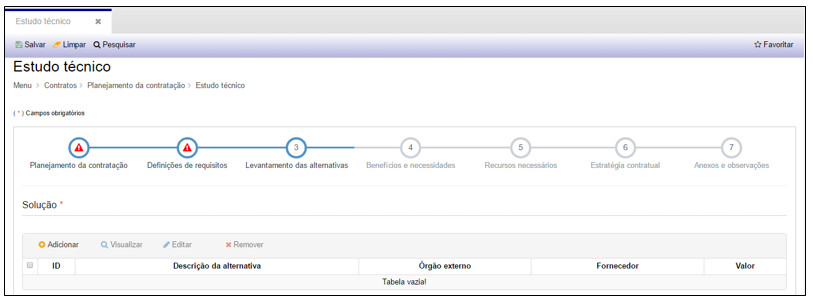 Estudo técnico ×
Salvar Limpar Pesquisar Favoritar
Estudo técnico
Menu > Contratos > Planejamento da contratação > Estudo técnico
( * ) Campos obrigatórios
3 4 5 6 7
Planejamento da contratação Definições de requisitos Levantamento das alternativas Benefícios e necessidades Recursos necessários Estratégia contratual Anexos e observações
Solução *
Adicionar Visualizar Editar Remover
ID Descrição da alternativa Órgão externo Fornecedor Valor
Tabela vazia!